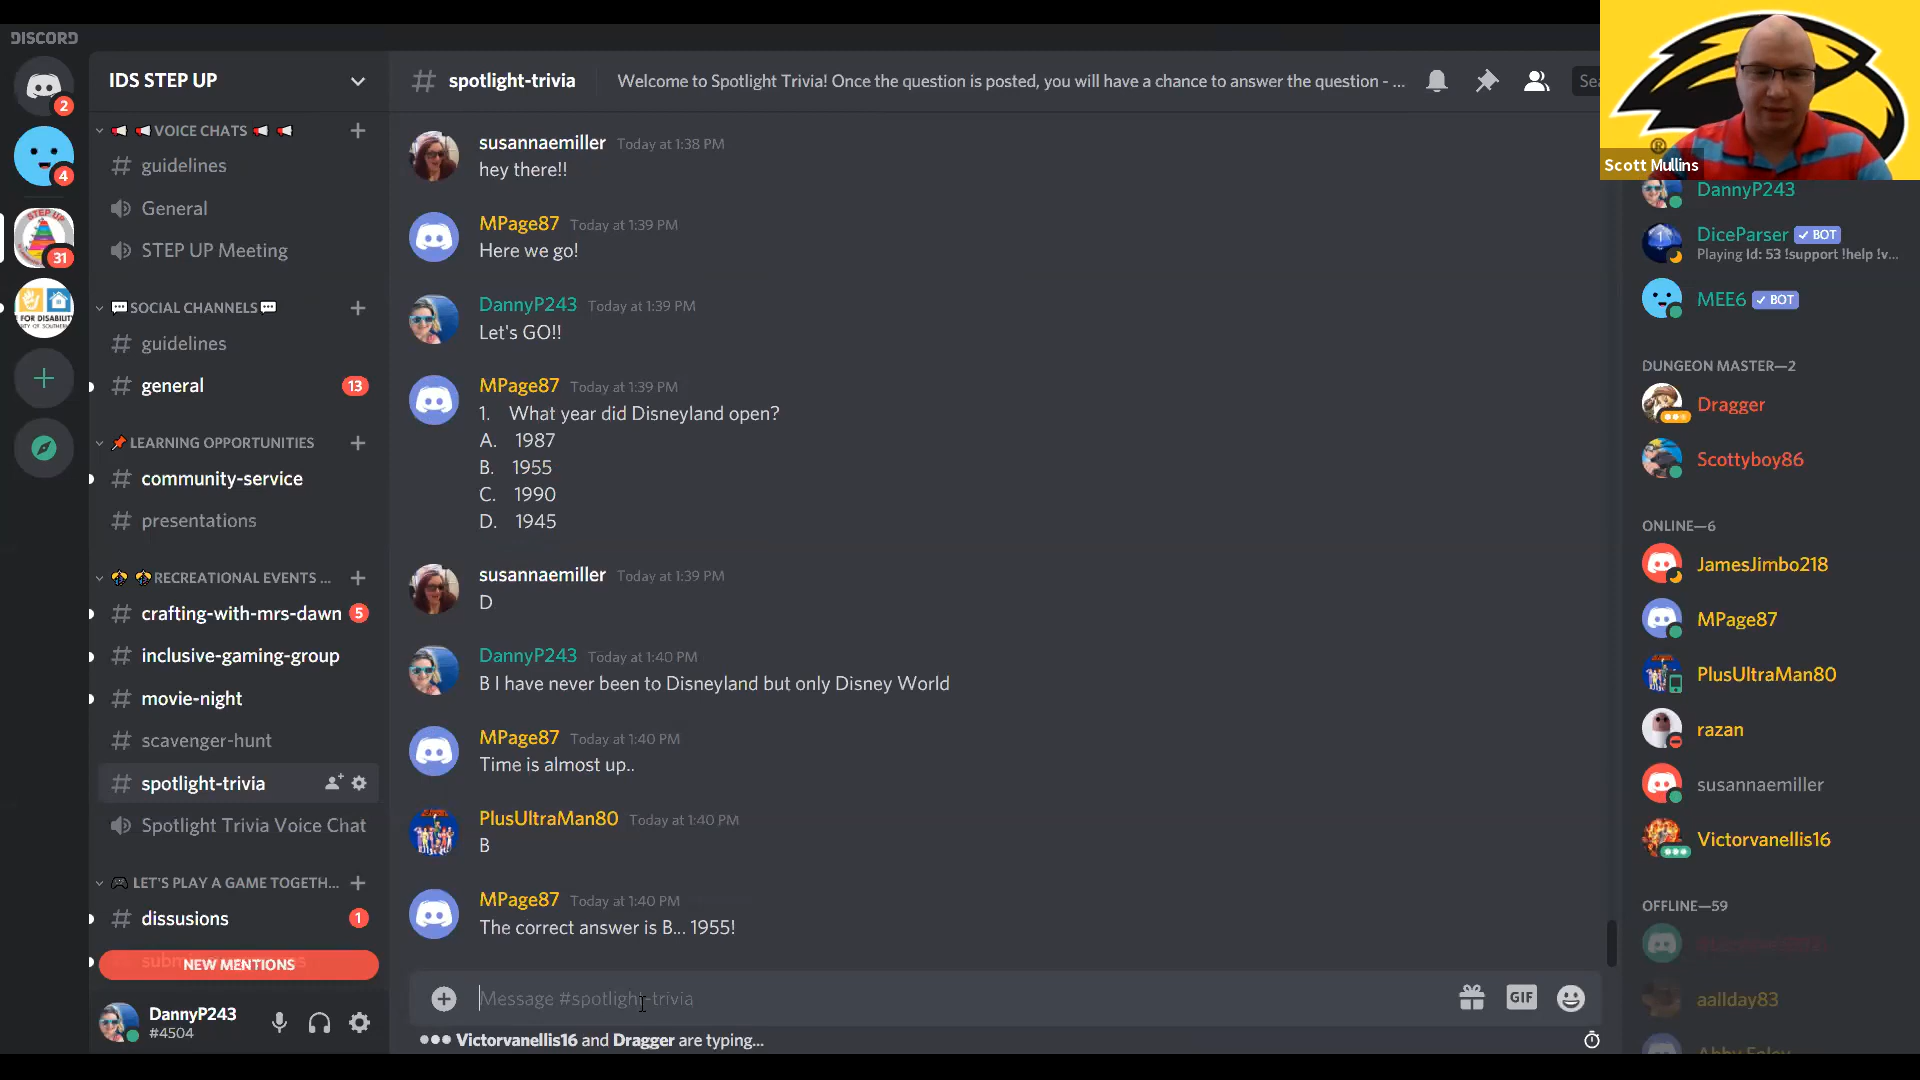 DISCORD
2
4
STEP UP
31
IDS STEP UP
VOICE CHATS
guidelines
General
STEP UP Meeting
SOCIAL CHANNELS
guidelines
general
13
LEARNING OPPORTUNITIES
community-service
presentations
RECREATIONAL EVENTS ...
crafting-with-mrs-dawn
5
inclusive-gaming-group
movie-night
scavenger-hunt
spotlight-trivia
Spotlight Trivia Voice Chat
LET'S PLAY A GAME TOGETH...
dissusions
1
NEW MENTIONS
DannyP243
#4504
# spotlight-trivia
Welcome to Spotlight Trivia! Once the question is posted, you will have a chance to answer the question - ...
susannaemiller Today at 1:38 PM
hey there!!
MPage87 Today at 1:39 PM
Here we go!
DannyP243 Today at 1:39 PM
Let's GO!!
MPage87 Today at 1:39 PM
1. What year did Disneyland open?
A. 1987
B. 1955
C. 1990
D. 1945
susannaemiller Today at 1:39 PM
D
DannyP243 Today at 1:40 PM
B I have never been to Disneyland but only Disney World
MPage87 Today at 1:40 PM
Time is almost up..
PlusUltraMan80 Today at 1:40 PM
B
MPage87 Today at 1:40 PM
The correct answer is B... 1955!
Message #spotlight-trivia
GIF
Victorvanellis16 and Dragger are typing...
Scott Mullins
®
DannyP243
DiceParser BOT
Playing Id: 53 !support !help !v...
MEE6 BOT
DUNGEON MASTER—2
Dragger
Scottyboy86
ONLINE—6
JamesJimbo218
MPage87
PlusUltraMan80
razan
susannaemiller
Victorvanellis16
OFFLINE—59
aallday83